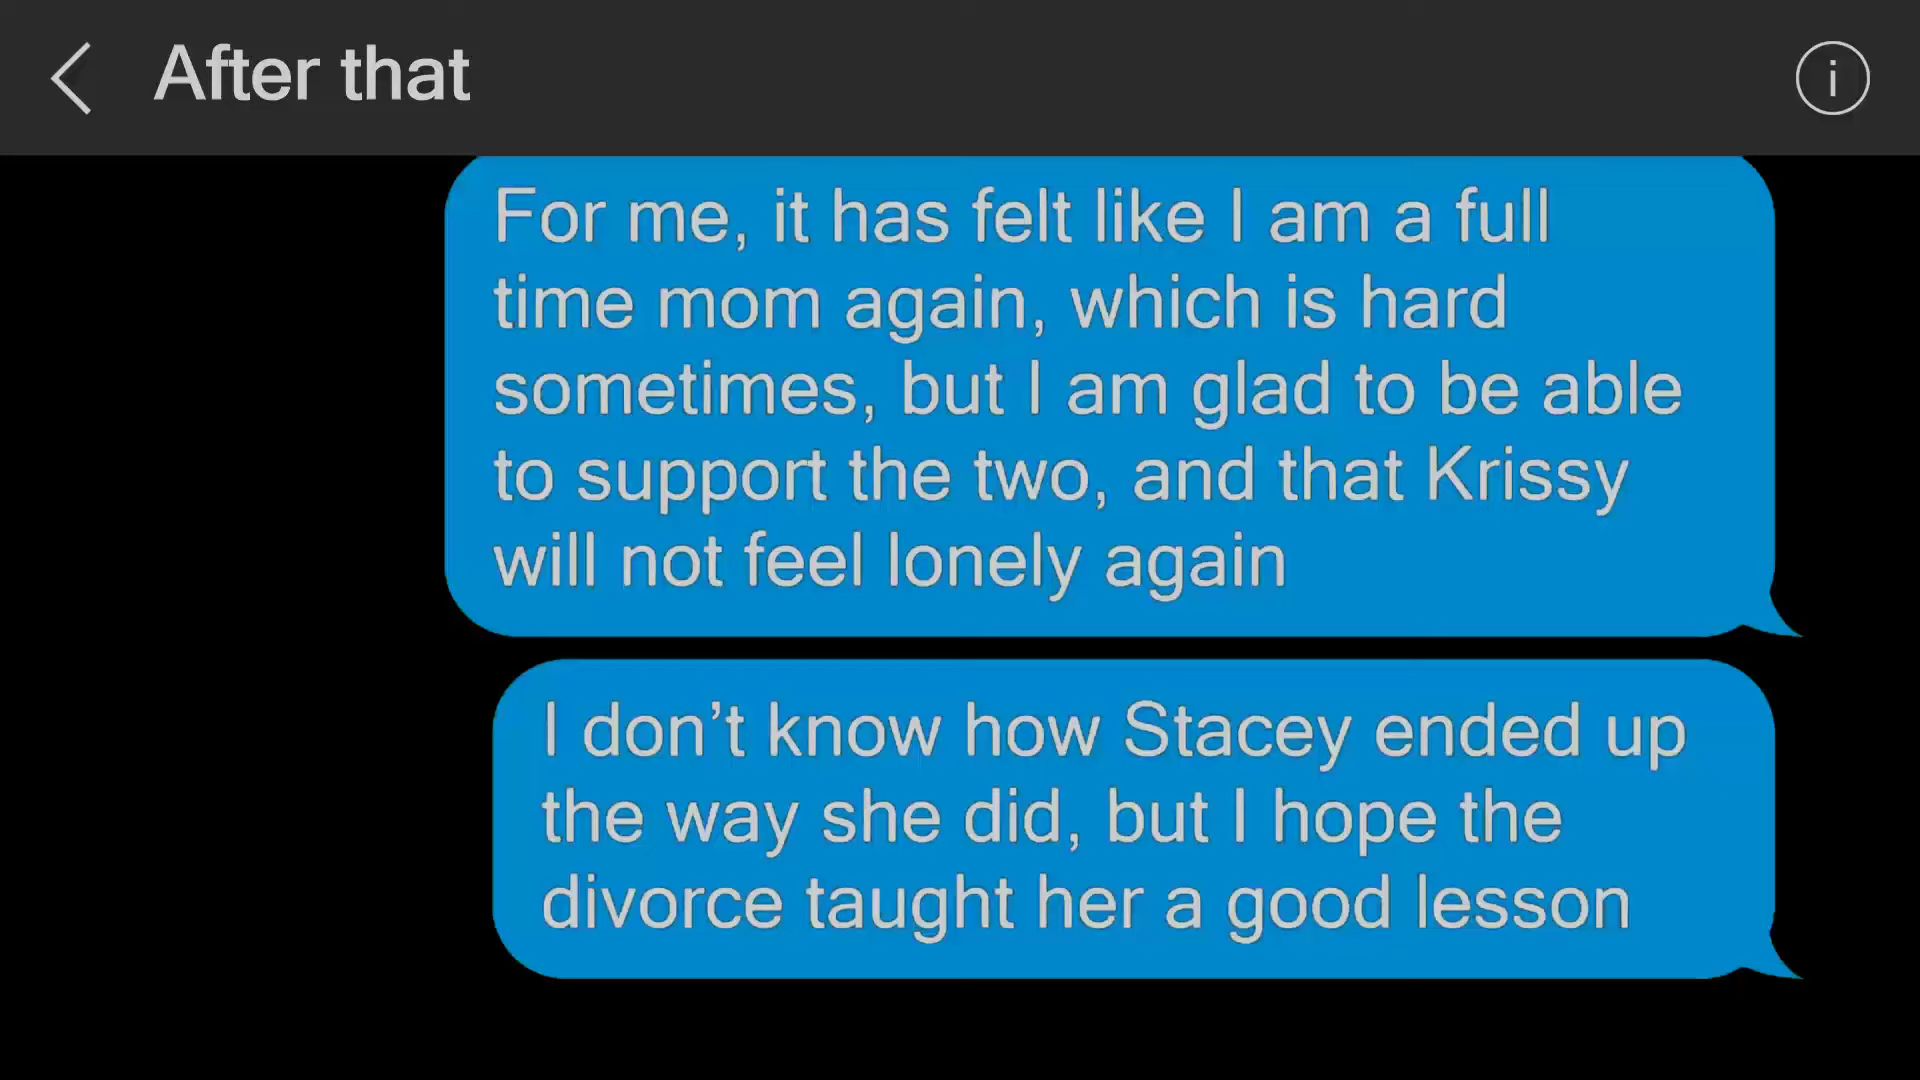 After that
For me, it has felt like I am a full
time mom again, which is hard
sometimes, but I am glad to be able
to support the two, and that Krissy
will not feel lonely again
I don’t know how Stacey ended up
the way she did, but I hope the
divorce taught her a good lesson